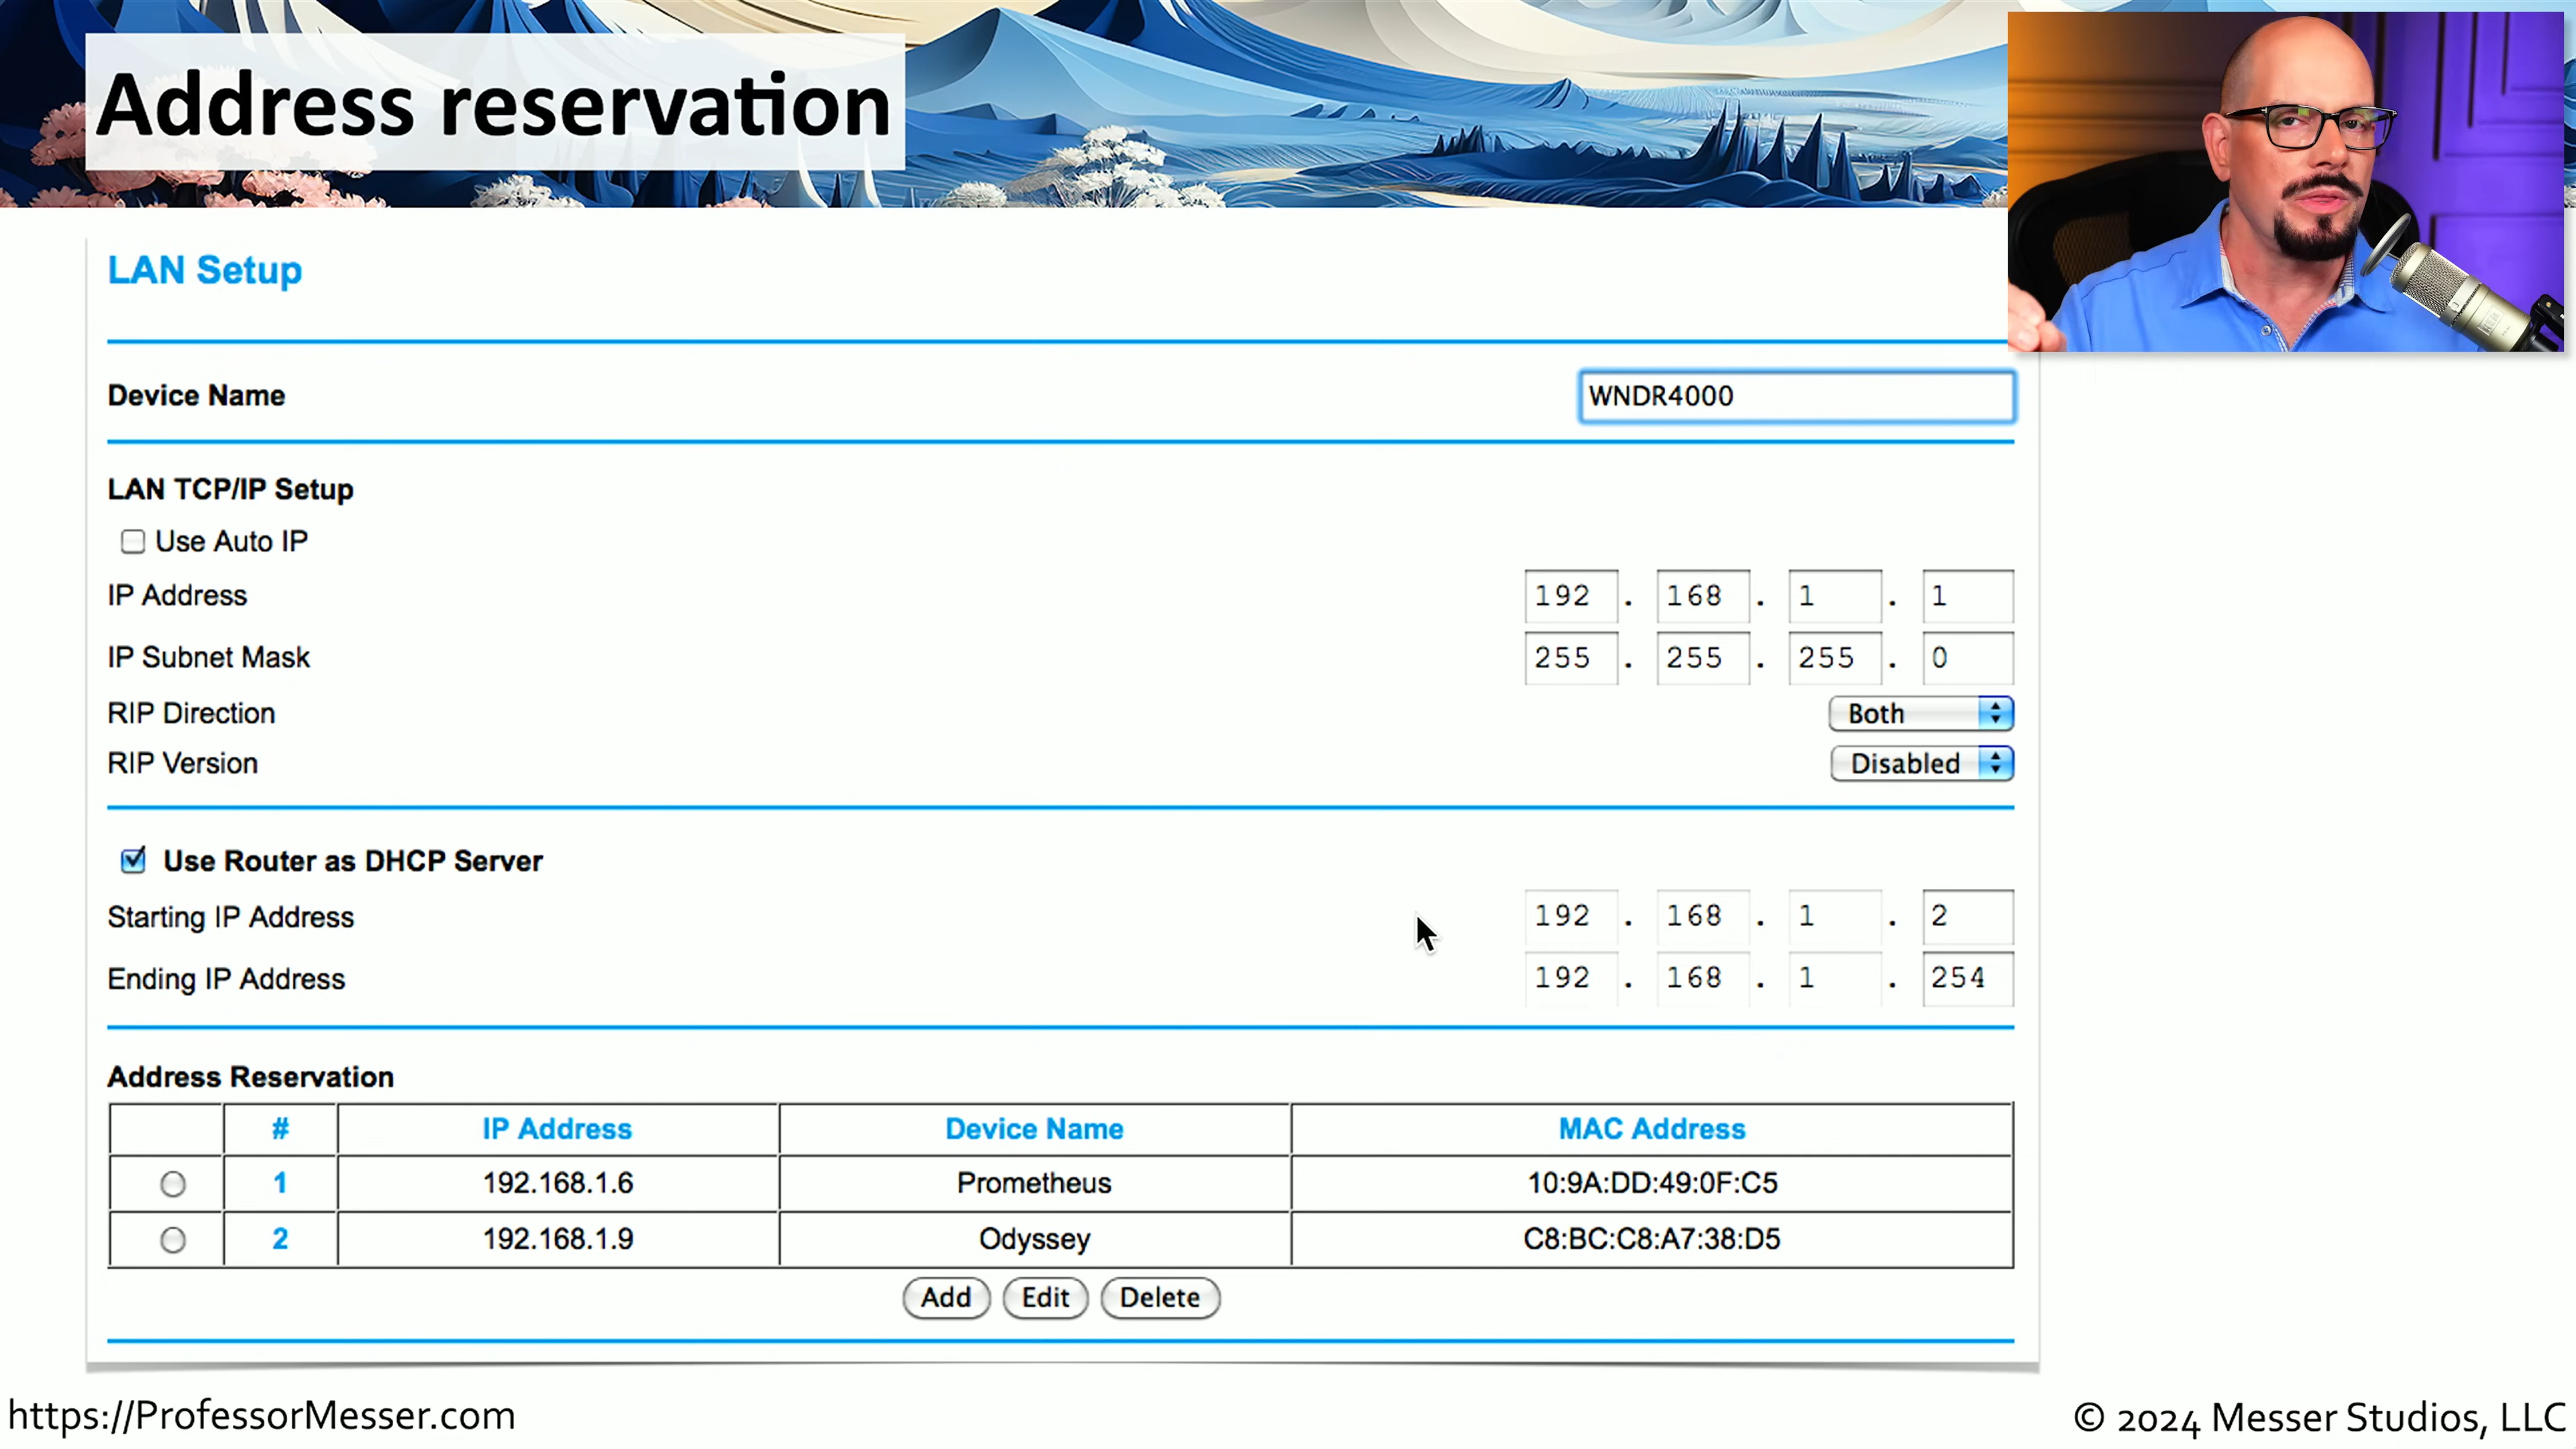 Address reservation
LAN Setup
Device Name WNDR4000
LAN TCP/IP Setup
Use Auto IP
IP Address 192 . 168 . 1 . 1
IP Subnet Mask 255 . 255 . 255 . 0
RIP Direction Both
RIP Version Disabled
Use Router as DHCP Server
Starting IP Address 192 . 168 . 1 . 2
Ending IP Address 192 . 168 . 1 . 254
Address Reservation
# IP Address Device Name MAC Address
1 192.168.1.6 Prometheus 10:9A:DD:49:0F:C5
2 192.168.1.9 Odyssey C8:BC:C8:A7:38:D5
Add Edit Delete
https://ProfessorMesser.com © 2024 Messer Studios, LLC